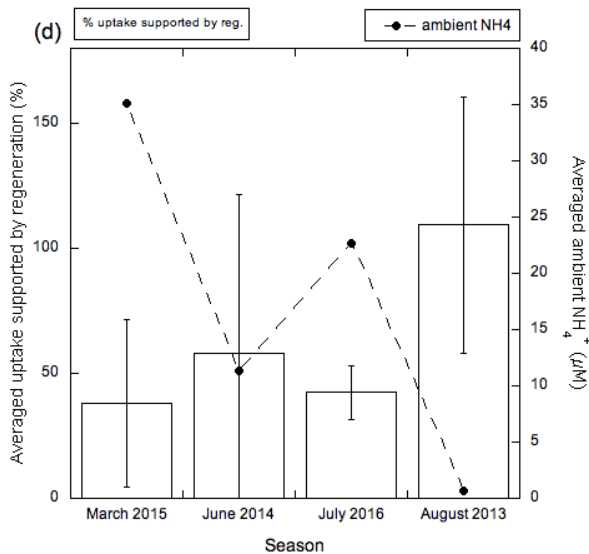 (d)
% uptake supported by reg.
ambient NH4
Averaged uptake supported by regeneration (%)
150
100
50
0
40
35
30
25
20
15
10
5
0
Averaged ambient NH₄⁺ (µM)
March 2015 June 2014 July 2016 August 2013
Season